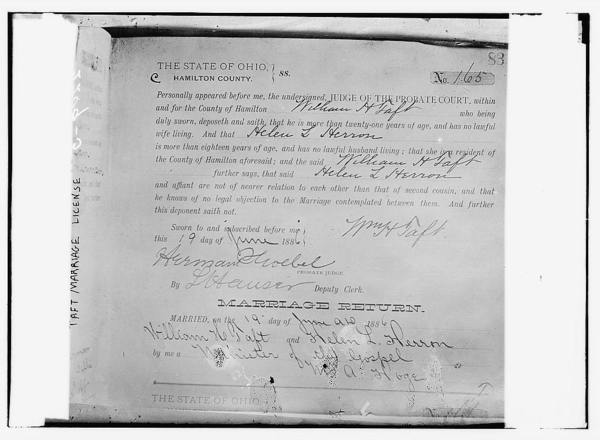 83
THE STATE OF OHIO,
C HAMILTON COUNTY. } ss.
No. 165
Personally appeared before me, the undersigned, JUDGE OF THE PROBATE COURT, within
and for the County of Hamilton William H Taft who being
duly sworn, deposeth and saith, that he is more than twenty-one years of age, and has no lawful
wife living. And that Helen L Herron
is more than eighteen years of age, and has no lawful husband living; that she is a resident of
the County of Hamilton aforesaid; and the said William H Taft
further says, that said Helen L Herron
and affiant are not of nearer relation to each other than that of second cousin, and that
he knows of no legal objection to the Marriage contemplated between them. And further
this deponent saith not.
Sworn to and subscribed before me
this 19 day of June 1886
Wm H Taft.
Herman Goebel
PROBATE JUDGE.
By L Hauser Deputy Clerk.
MARRIAGE RETURN.
MARRIED, on the 19 day of June AD 1886
William H Taft and Helen L. Herron
by me a Minister of the Gospel
A. Hoge
THE STATE OF OHIO
TAFT MARRIAGE LICENSE